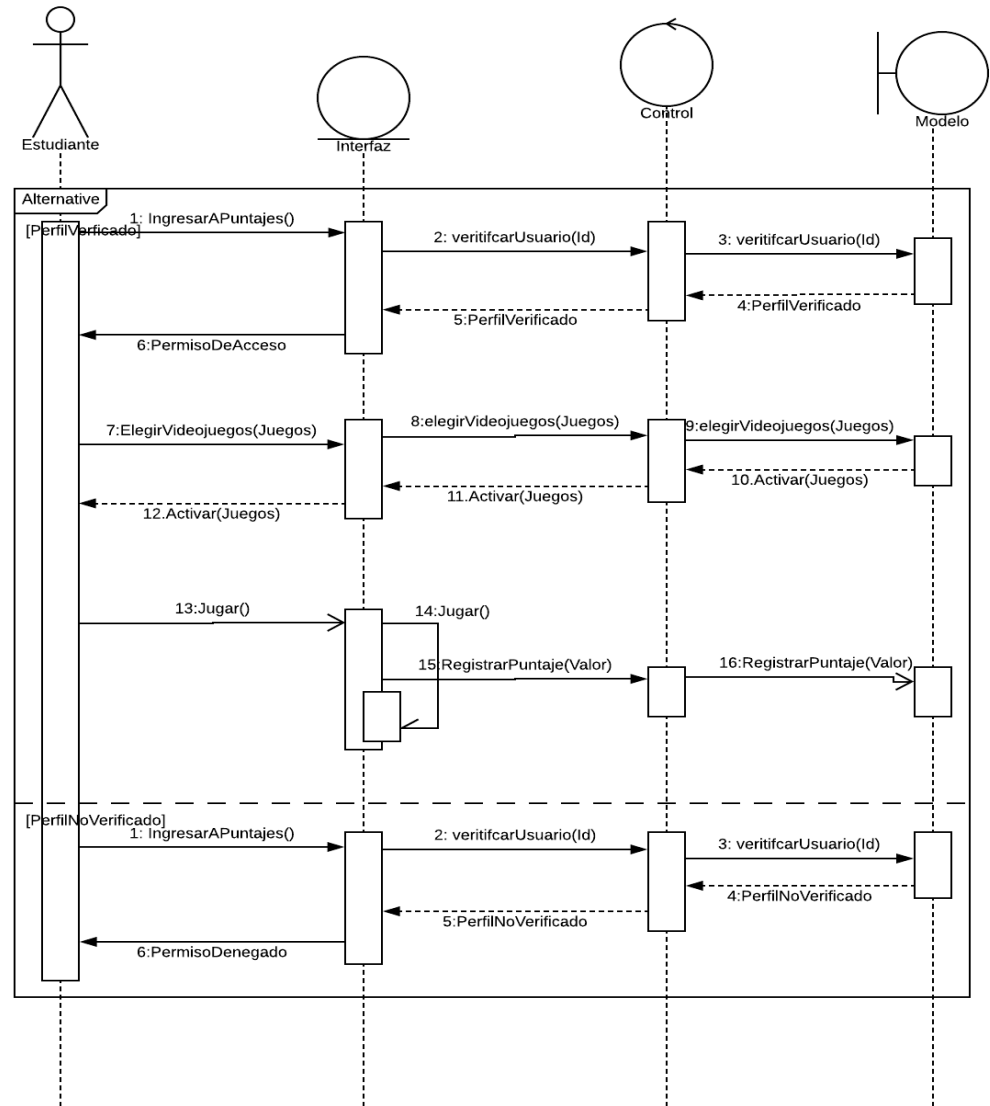 Estudiante
Interfaz
Control
Modelo
Alternative
[PerfilVerficado]
1: IngresarAPuntajes()
2: veritifcarUsuario(Id)
3: veritifcarUsuario(Id)
4:PerfilVerificado
5:PerfilVerificado
6:PermisoDeAcceso
7:ElegirVideojuegos(Juegos)
8:elegirVideojuegos(Juegos)
9:elegirVideojuegos(Juegos)
10.Activar(Juegos)
11.Activar(Juegos)
12.Activar(Juegos)
13:Jugar()
14:Jugar()
15:RegistrarPuntaje(Valor)
16:RegistrarPuntaje(Valor)
[PerfilNoVerificado]
1: IngresarAPuntajes()
2: veritifcarUsuario(Id)
3: veritifcarUsuario(Id)
4:PerfilNoVerificado
5:PerfilNoVerificado
6:PermisoDenegado